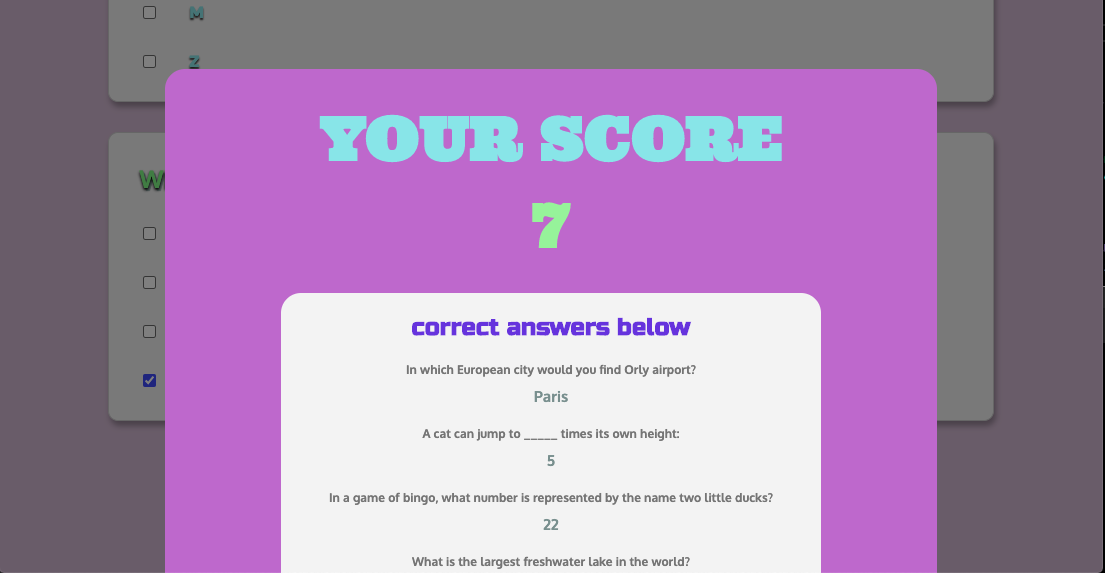 M
Z
YOUR SCORE
7
W
correct answers below
In which European city would you find Orly airport?
Paris
A cat can jump to _____ times its own height:
5
In a game of bingo, what number is represented by the name two little ducks?
22
What is the largest freshwater lake in the world?